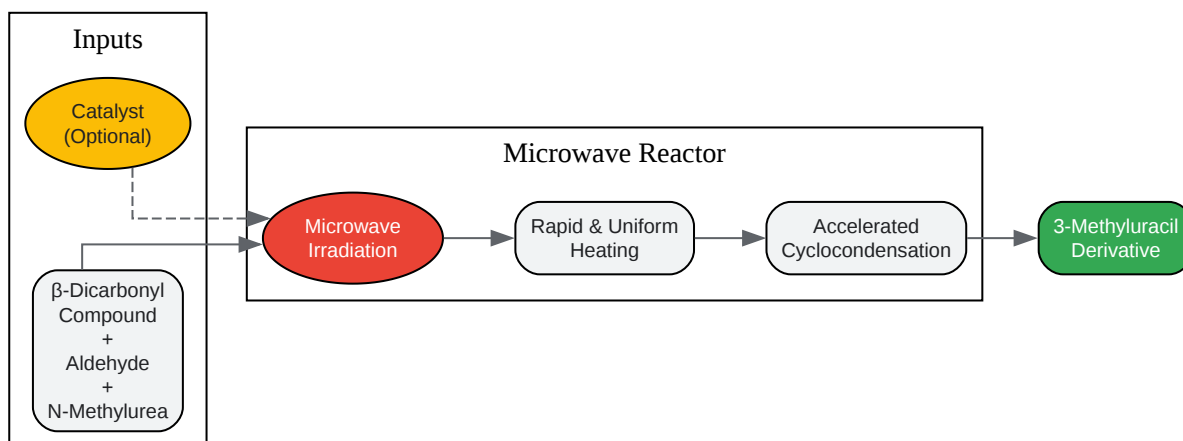 Inputs
Catalyst
(Optional)
β-Dicarbonyl
Compound
+
Aldehyde
+
N-Methylurea
Microwave Reactor
Microwave
Irradiation
Rapid & Uniform
Heating
Accelerated
Cyclocondensation
3-Methyluracil
Derivative